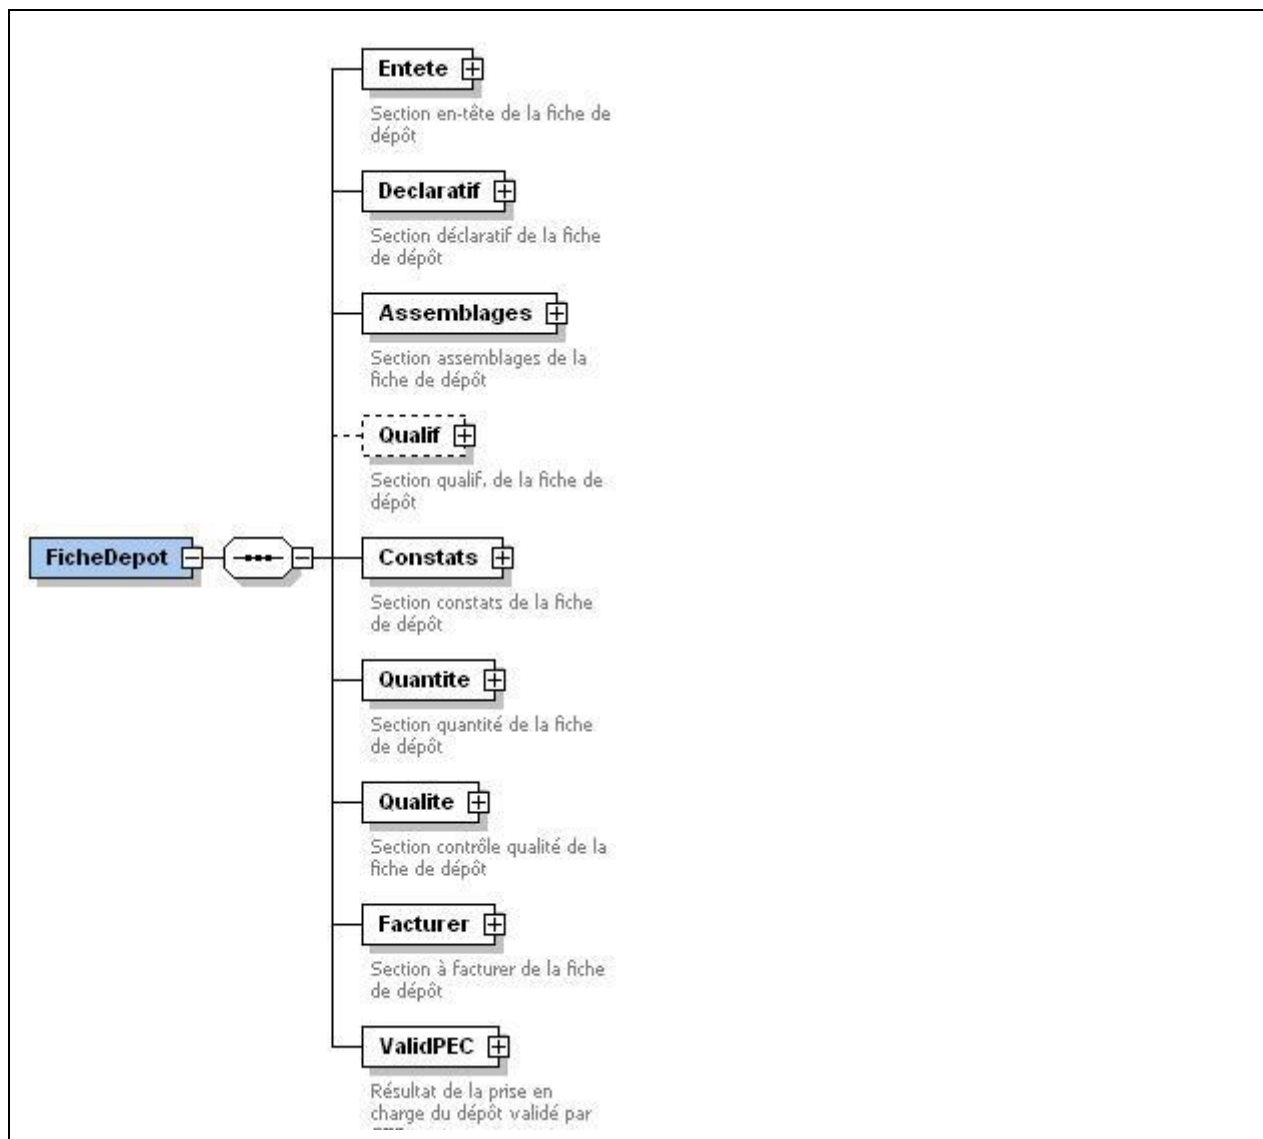 Entete
Section en-tête de la fiche de
dépôt
Declaratif
Section déclaratif de la fiche
de dépôt
Assemblages
Section assemblages de la
fiche de dépôt
Qualif
Section qualif. de la fiche de
dépôt
FicheDepot
Constats
Section constats de la fiche
de dépôt
Quantite
Section quantité de la fiche
de dépôt
Qualite
Section contrôle qualité de la
fiche de dépôt
Facturer
Section à facturer de la fiche
de dépôt
ValidPEC
Résultat de la prise en
charge du dépôt validé par